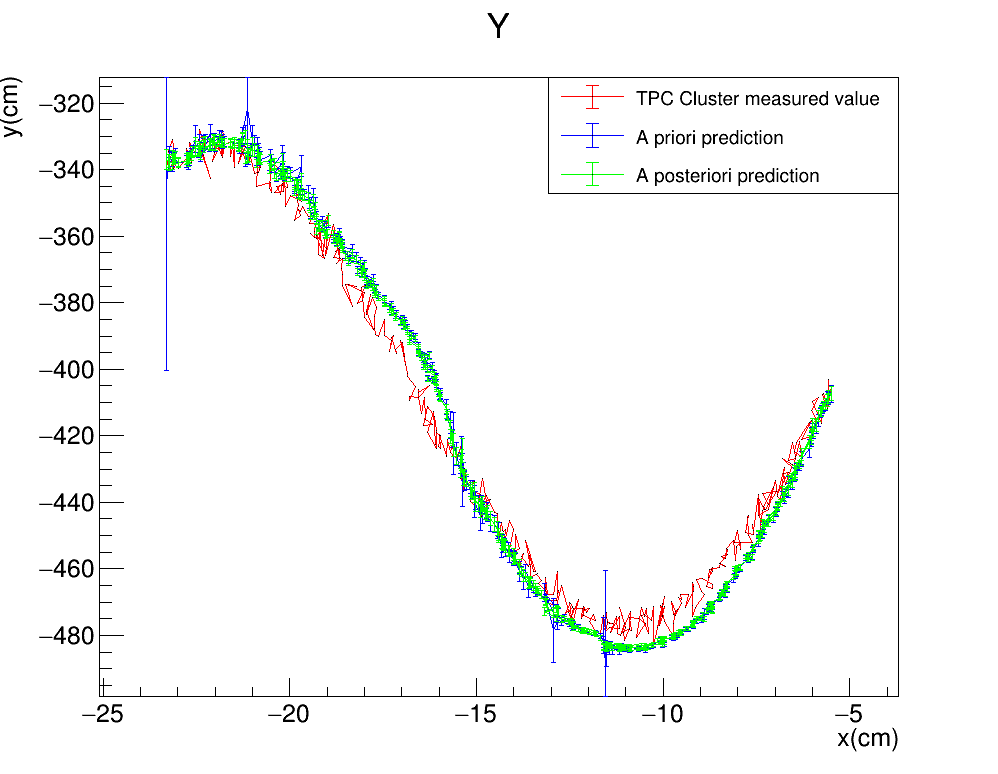 Y
y(cm)
−320
−340
−360
−380
−400
−420
−440
−460
−480
TPC Cluster measured value
A priori prediction
A posteriori prediction
−25
−20
−15
−10
−5
x(cm)